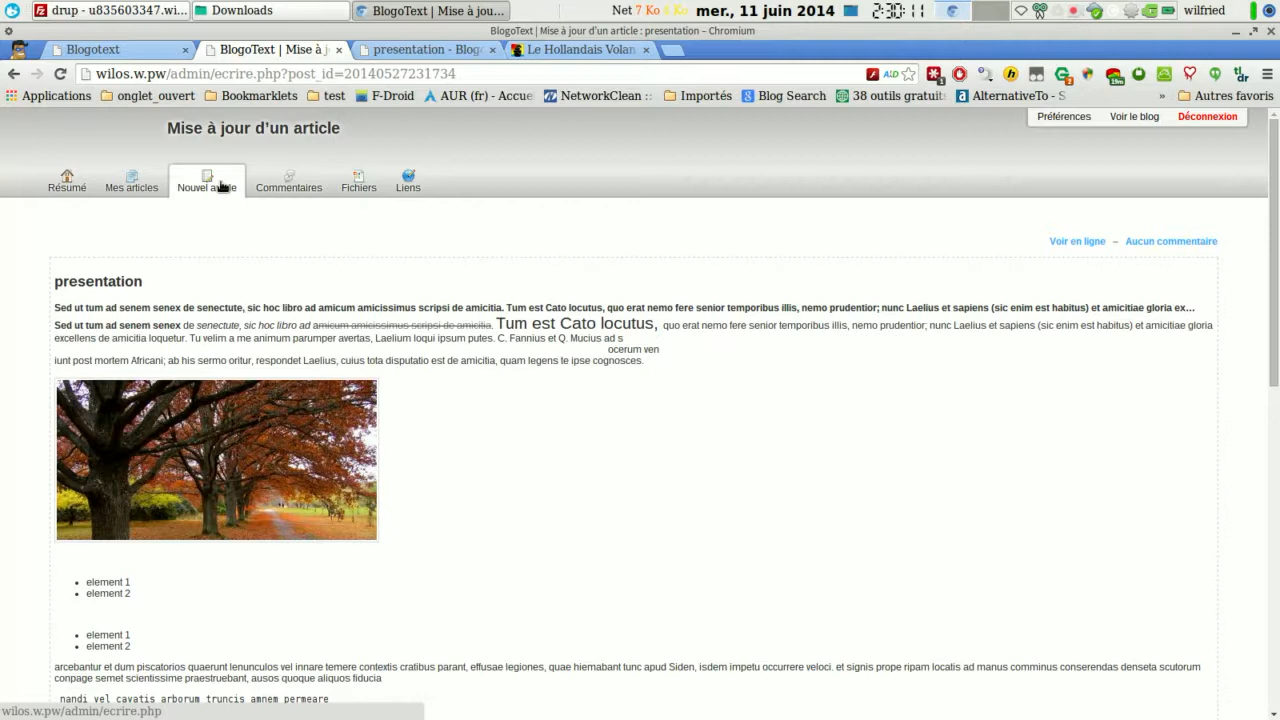 drup - u835603347.wi...
Downloads
BlogoText | Mise à jou...
Net 7 Ko 4 Ko
mer., 11 juin 2014
2:30:11
wilfried
BlogoText | Mise à jour d'un article : presentation – Chromium
Blogotext
BlogoText | Mise à j
presentation - Blog
Le Hollandais Volan
wilos.w.pw/admin/ecrire.php?post_id=20140527231734
Applications
onglet_ouvert
Bookmarklets
test
F-Droid
AUR (fr) - Accue
NetworkClean ::
Importés
Blog Search
38 outils gratuit
AlternativeTo - S
»
Autres favoris
Mise à jour d'un article
Préférences
Voir le blog
Déconnexion
Résumé
Mes articles
Nouvel article
Commentaires
Fichiers
Liens
Voir en ligne – Aucun commentaire
presentation
Sed ut tum ad senem senex de senectute, sic hoc libro ad amicum amicissimus scripsi de amicitia. Tum est Cato locutus, quo erat nemo fere senior temporibus illis, nemo prudentior; nunc Laelius et sapiens (sic enim est habitus) et amicitiae gloria ex…
Sed ut tum ad senem senex de senectute, sic hoc libro ad amicum amicissimus scripsi de amicitia. Tum est Cato locutus, quo erat nemo fere senior temporibus illis, nemo prudentior; nunc Laelius et sapiens (sic enim est habitus) et amicitiae gloria
excellens de amicitia loquetur. Tu velim a me animum parumper avertas, Laelium loqui ipsum putes. C. Fannius et Q. Mucius ad s
ocerum ven
iunt post mortem Africani; ab his sermo oritur, respondet Laelius, cuius tota disputatio est de amicitia, quam legens te ipse cognosces.
• element 1
• element 2
• element 1
• element 2
arcebantur et dum piscatorios quaerunt lenunculos vel innare temere contextis cratibus parant, effusae legiones, quae hiemabant tunc apud Siden, isdem impetu occurrere veloci. et signis prope ripam locatis ad manus comminus conserendas denseta scutorum
conpage semet scientissime praestruebant, ausos quoque aliquos fiducia
nandi vel cavatis arborum truncis amnem permeare
wilos.w.pw/admin/ecrire.php